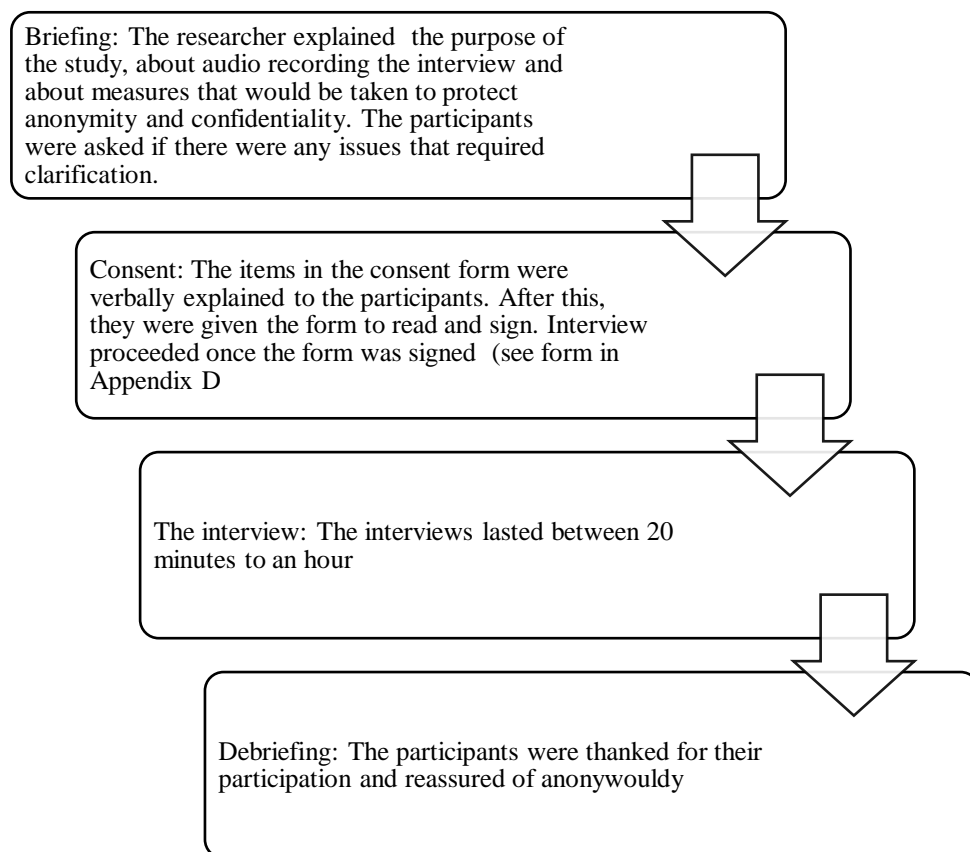 Briefing: The researcher explained the purpose of
the study, about audio recording the interview and
about measures that would be taken to protect
anonymity and confidentiality. The participants
were asked if there were any issues that required
clarification.
Consent: The items in the consent form were
verbally explained to the participants. After this,
they were given the form to read and sign. Interview
proceeded once the form was signed (see form in
Appendix D
The interview: The interviews lasted between 20
minutes to an hour
Debriefing: The participants were thanked for their
participation and reassured of anonywouldy